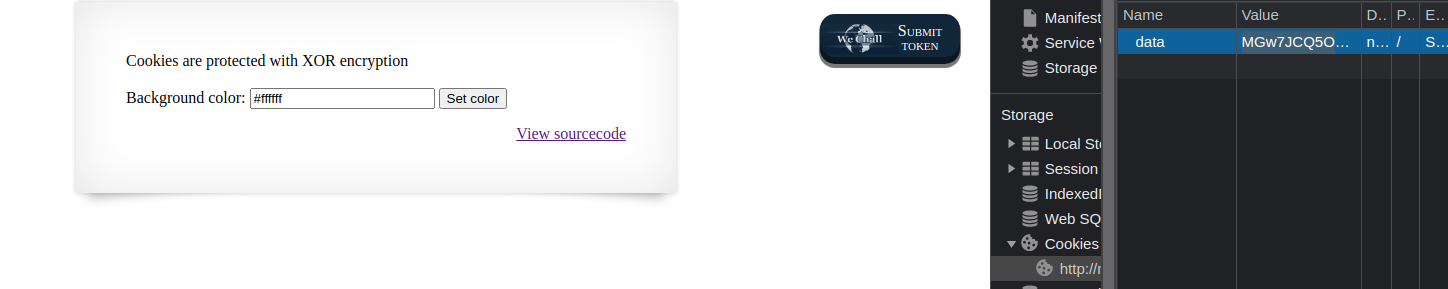 Cookies are protected with XOR encryption
Background color: #ffffff Set color
View sourcecode
We Chall
SUBMIT
TOKEN
Manifest
Service
Storage
Storage
Local Sto
Session
IndexedI
Web SQ
Cookies
http://
Name Value D... P... E...
data MGw7JCQ5O... n... / S...